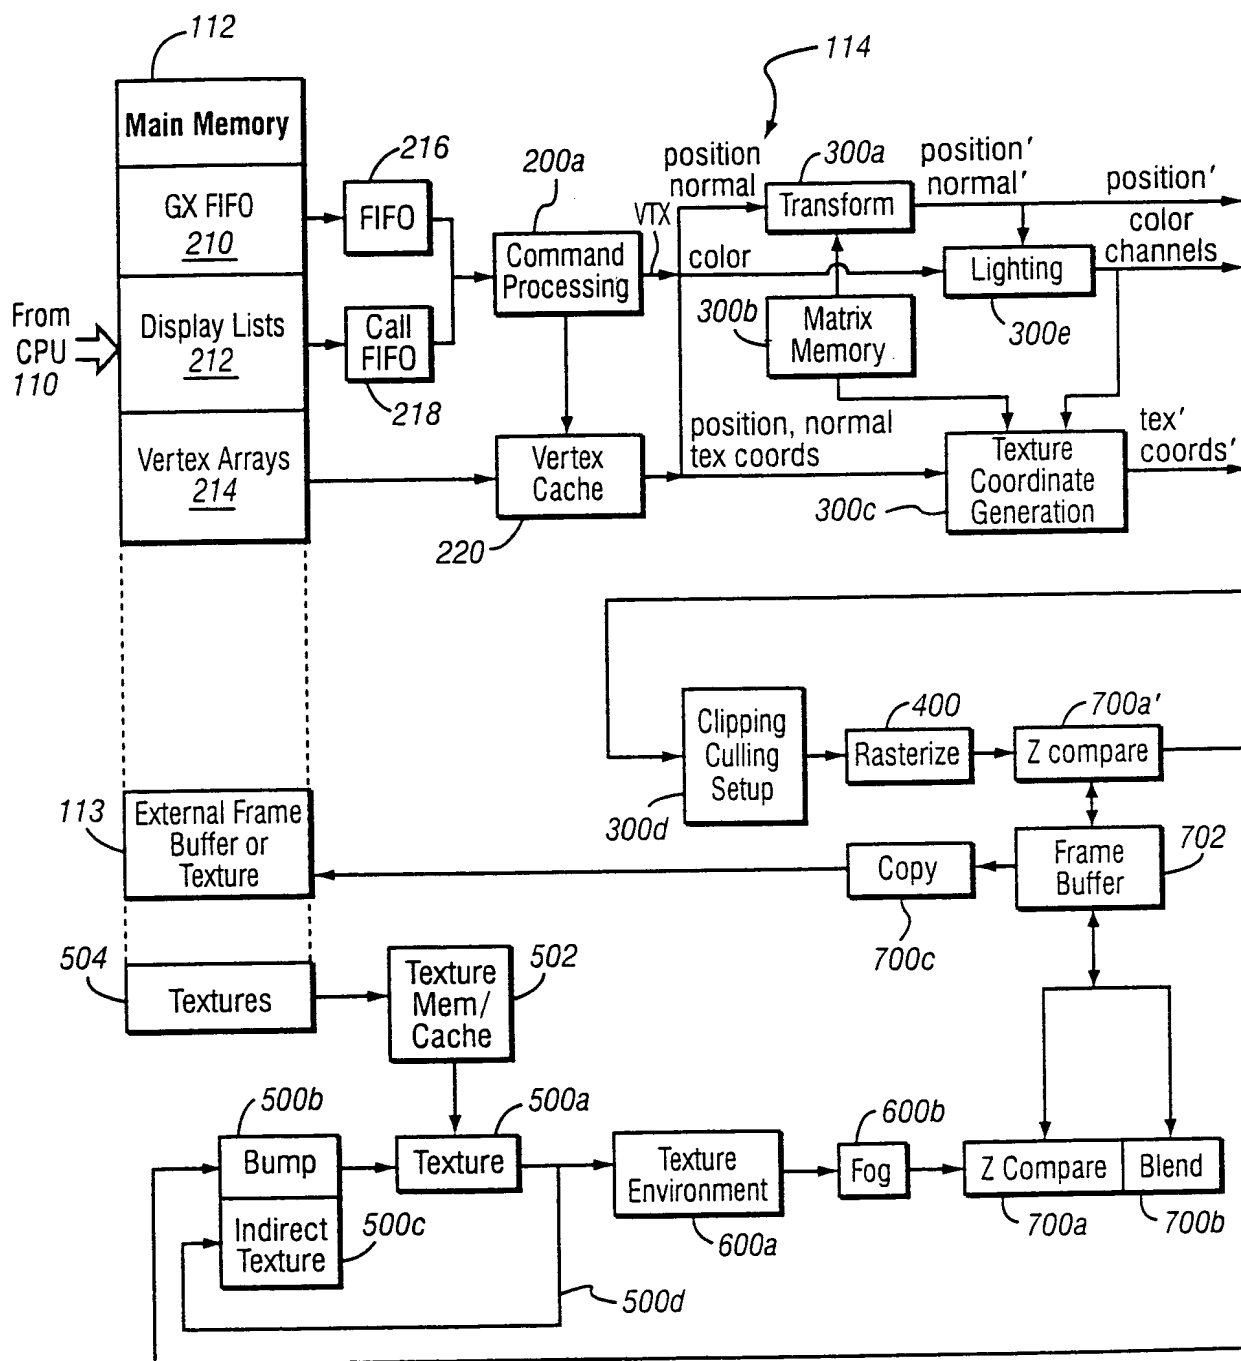 112
114
Main Memory
216
200a
position
normal
300a
position'
normal'
position'
GX FIFO
210
FIFO
VTX
Transform
color
channels
Command
Processing
color
Lighting
From
CPU
110
Display Lists
212
Call
FIFO
218
300b
Matrix
Memory
300e
Vertex Arrays
214
Vertex
Cache
220
position, normal
tex coords
300c
Texture
Coordinate
Generation
tex'
coords'
Clipping
Culling
Setup
300d
400
Rasterize
700a'
Z compare
113
External Frame
Buffer or
Texture
Copy
700c
Frame
Buffer
702
504
Textures
Texture
Mem/
Cache
502
500b
Bump
500a
Texture
Texture
Environment
600a
600b
Fog
Z Compare
Blend
700a
700b
Indirect
Texture
500c
500d